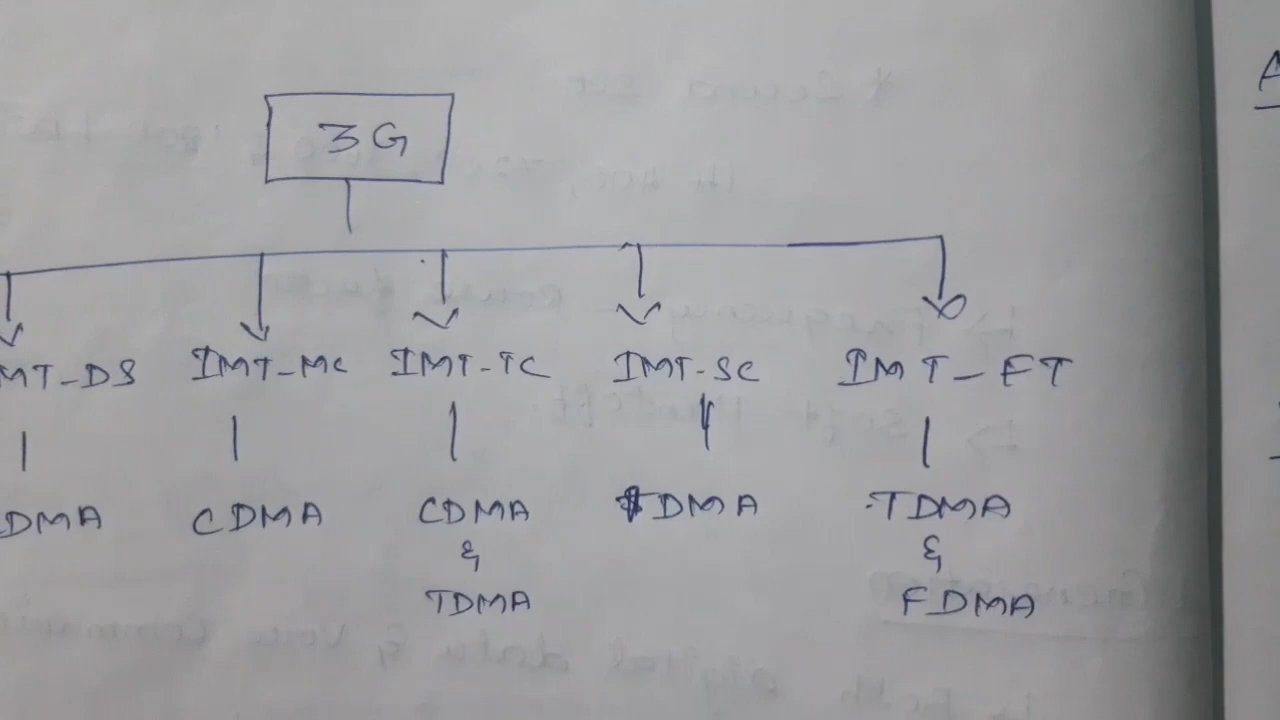 3G
MT-DS IMT-MC IMT-TC IMT-SC IMT-FT
DMA CDMA CDMA TDMA TDMA
& &
TDMA FDMA
A